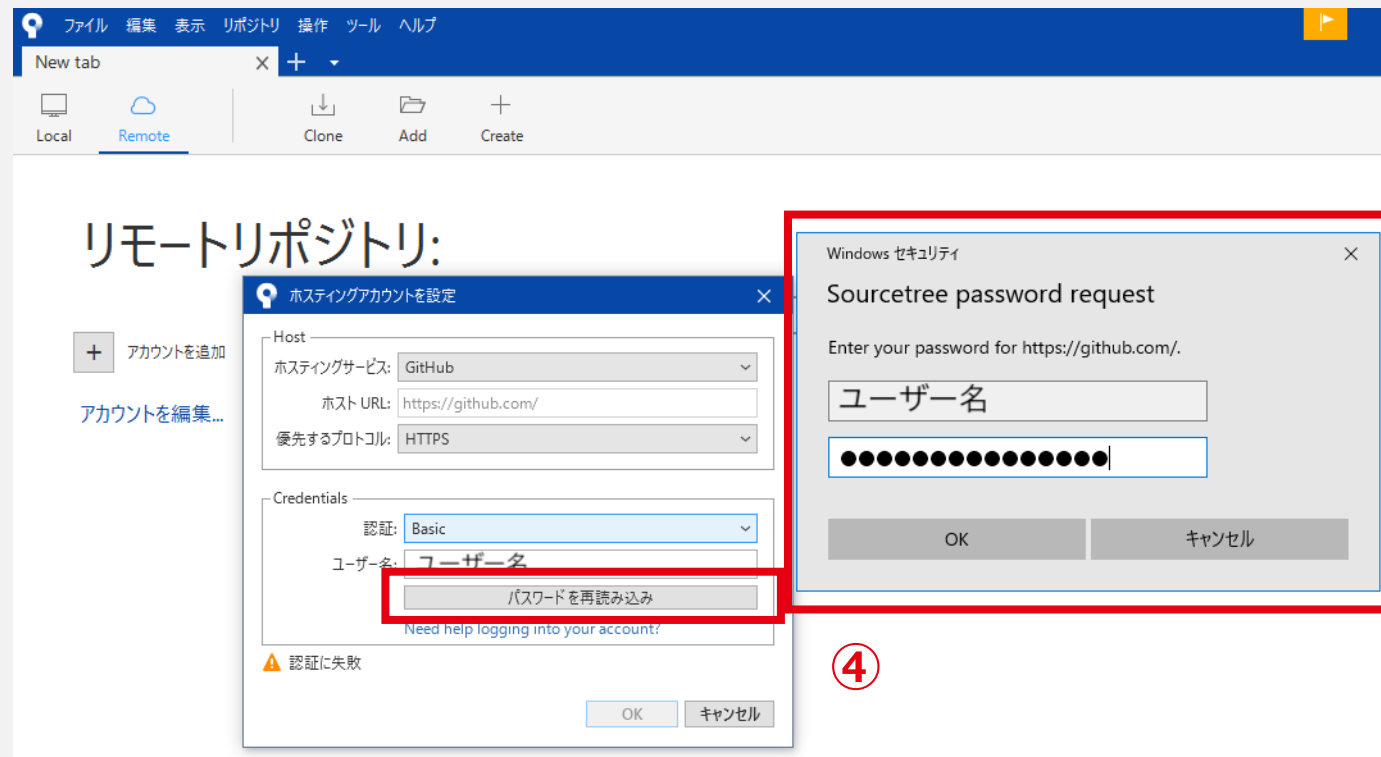 ファイル 編集 表示 リポジトリ 操作 ツール ヘルプ
New tab
Local Remote Clone Add Create
リモートリポジトリ:
アカウントを追加
アカウントを編集...
ホスティングアカウントを設定
Host
ホスティングサービス: GitHub
ホスト URL: https://github.com/
優先するプロトコル: HTTPS
Credentials
認証: Basic
ユーザー名: ユーザー名
パスワードを再読み込み
Need help logging into your account?
認証に失敗
OK キャンセル
Windows セキュリティ
Sourcetree password request
Enter your password for https://github.com/.
ユーザー名
●●●●●●●●●●●●●●●
OK キャンセル
④